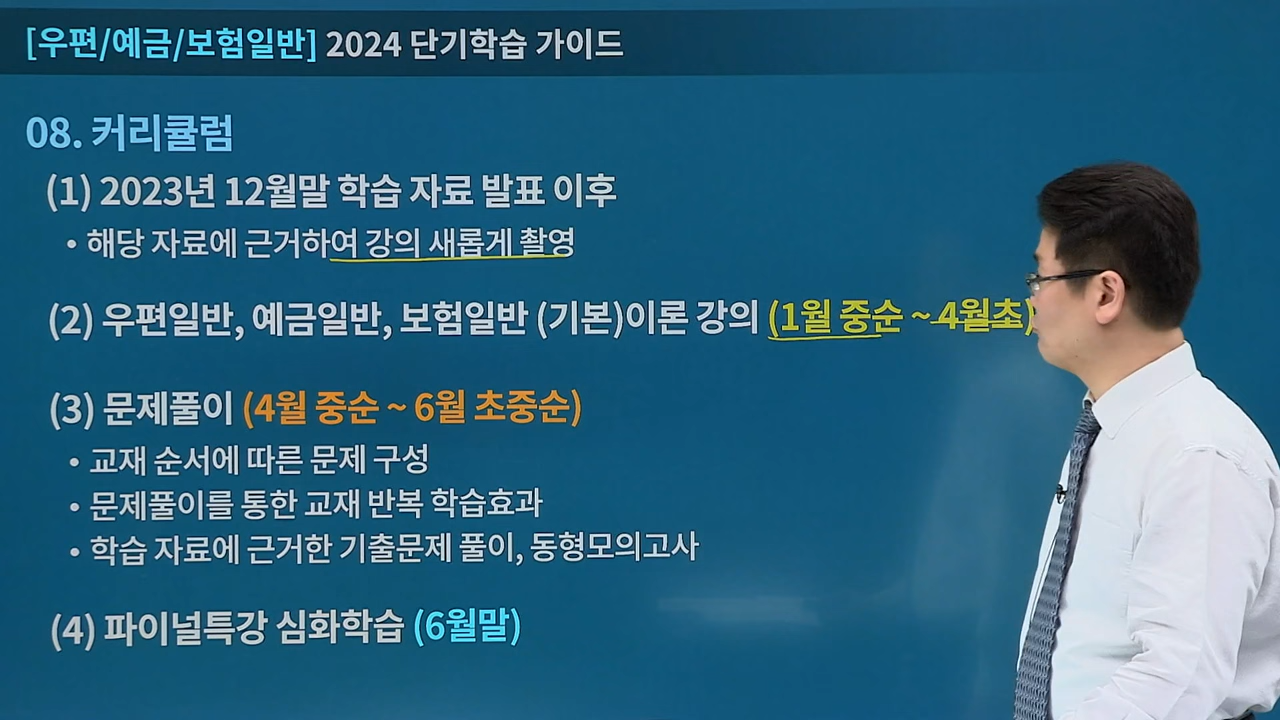 [우편/예금/보험일반] 2024 단기학습 가이드
08. 커리큘럼
(1) 2023년 12월말 학습 자료 발표 이후
• 해당 자료에 근거하여 강의 새롭게 촬영
(2) 우편일반, 예금일반, 보험일반 (기본)이론 강의 (1월 중순 ~ 4월초)
(3) 문제풀이 (4월 중순 ~ 6월 초중순)
• 교재 순서에 따른 문제 구성
• 문제풀이를 통한 교재 반복 학습효과
• 학습 자료에 근거한 기출문제 풀이, 동형모의고사
(4) 파이널특강 심화학습 (6월말)